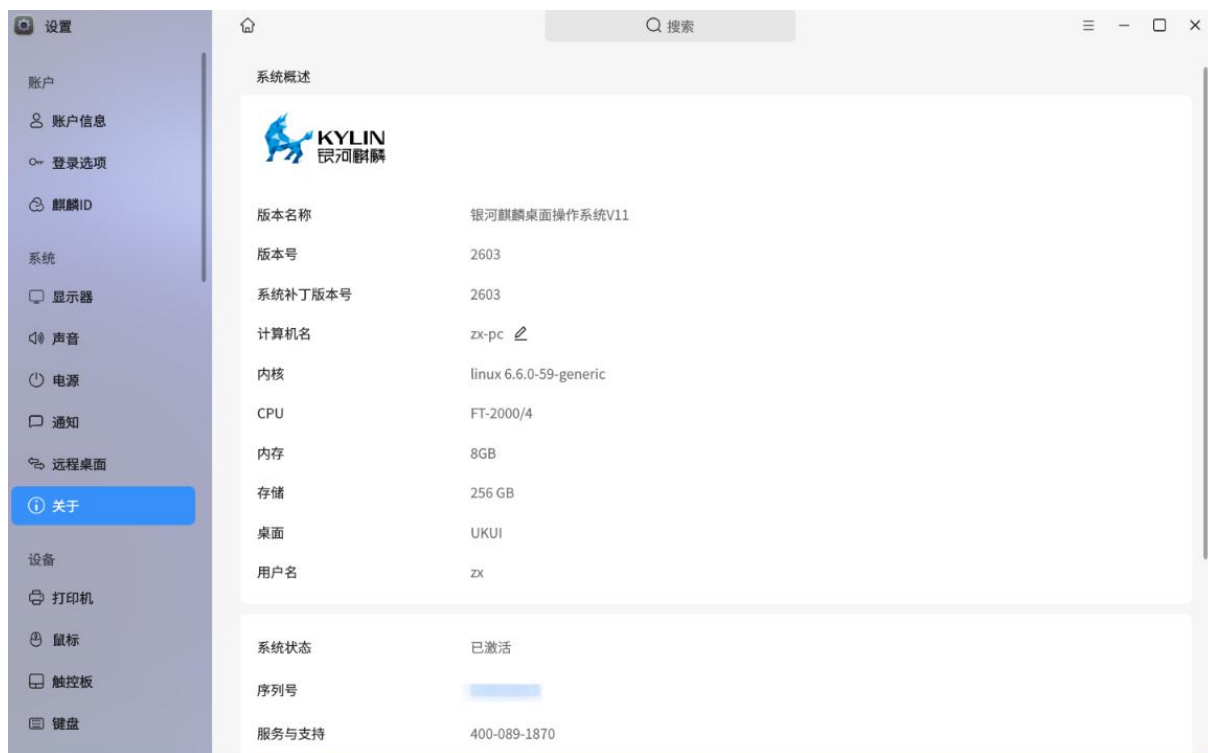 设置
搜索
账户
账户信息
登录选项
麒麟ID
系统
显示器
声音
电源
通知
远程桌面
关于
设备
打印机
鼠标
触控板
键盘
系统概述
KYLIN
银河麒麟
版本名称 银河麒麟桌面操作系统V11
版本号 2603
系统补丁版本号 2603
计算机名 zx-pc
内核 linux 6.6.0-59-generic
CPU FT-2000/4
内存 8GB
存储 256 GB
桌面 UKUI
用户名 zx
系统状态 已激活
序列号
服务与支持 400-089-1870